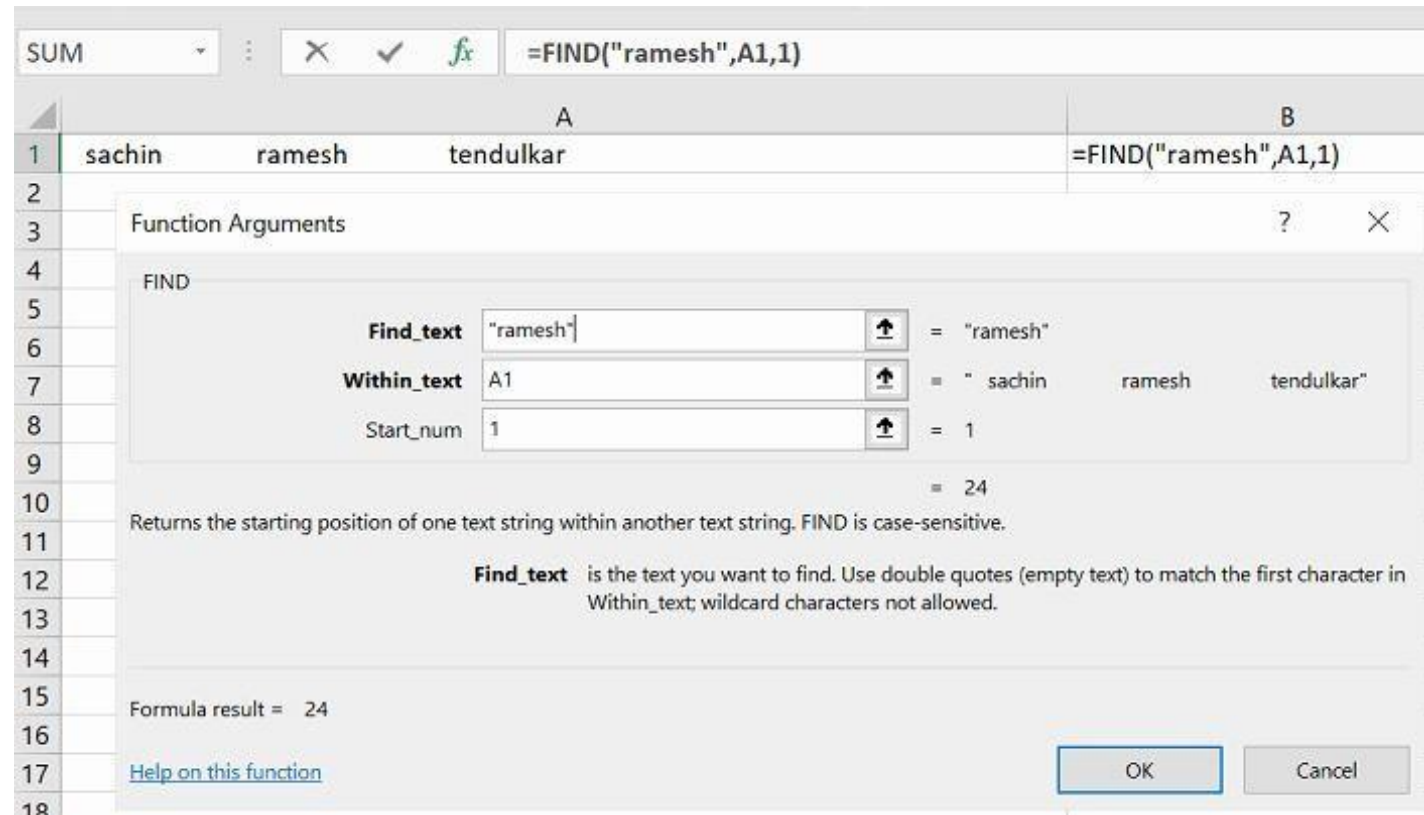 SUM fx =FIND("ramesh",A1,1)
A B
1 sachin ramesh tendulkar =FIND("ramesh",A1,1)
2
3 Function Arguments ? X
4
FIND
5
6 Find_text "ramesh" = "ramesh"
7 Within_text A1 = " sachin ramesh tendulkar"
8 Start_num 1 = 1
9
10 = 24
11 Returns the starting position of one text string within another text string. FIND is case-sensitive.
12 Find_text is the text you want to find. Use double quotes (empty text) to match the first character in
13 Within_text; wildcard characters not allowed.
14
15 Formula result = 24
16
17 Help on this function OK Cancel
18